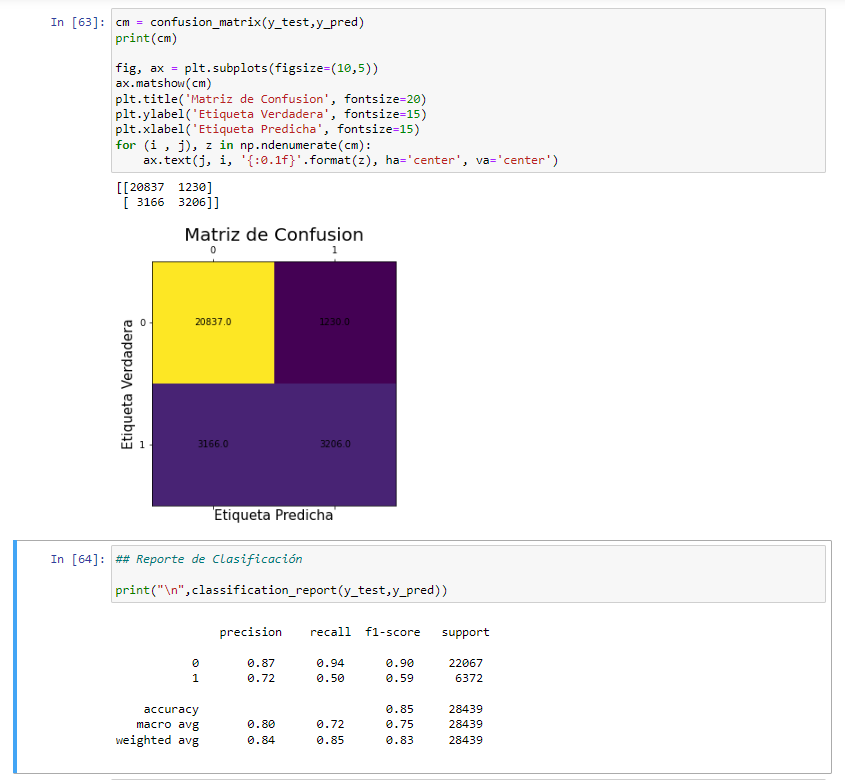 In [63]: cm = confusion_matrix(y_test,y_pred)
print(cm)
fig, ax = plt.subplots(figsize=(10,5))
ax.matshow(cm)
plt.title('Matriz de Confusion', fontsize=20)
plt.ylabel('Etiqueta Verdadera', fontsize=15)
plt.xlabel('Etiqueta Predicha', fontsize=15)
for (i , j), z in np.ndenumerate(cm):
    ax.text(j, i, '{:0.1f}'.format(z), ha='center', va='center')
[[20837  1230]
 [ 3166  3206]]
Matriz de Confusion
0 1
0 20837.0 1230.0
Etiqueta Verdadera
1 3166.0 3206.0
Etiqueta Predicha
In [64]: ## Reporte de Clasificación
print("\n",classification_report(y_test,y_pred))
precision recall f1-score support
0 0.87 0.94 0.90 22067
1 0.72 0.50 0.59 6372
accuracy 0.85 28439
macro avg 0.80 0.72 0.75 28439
weighted avg 0.84 0.85 0.83 28439